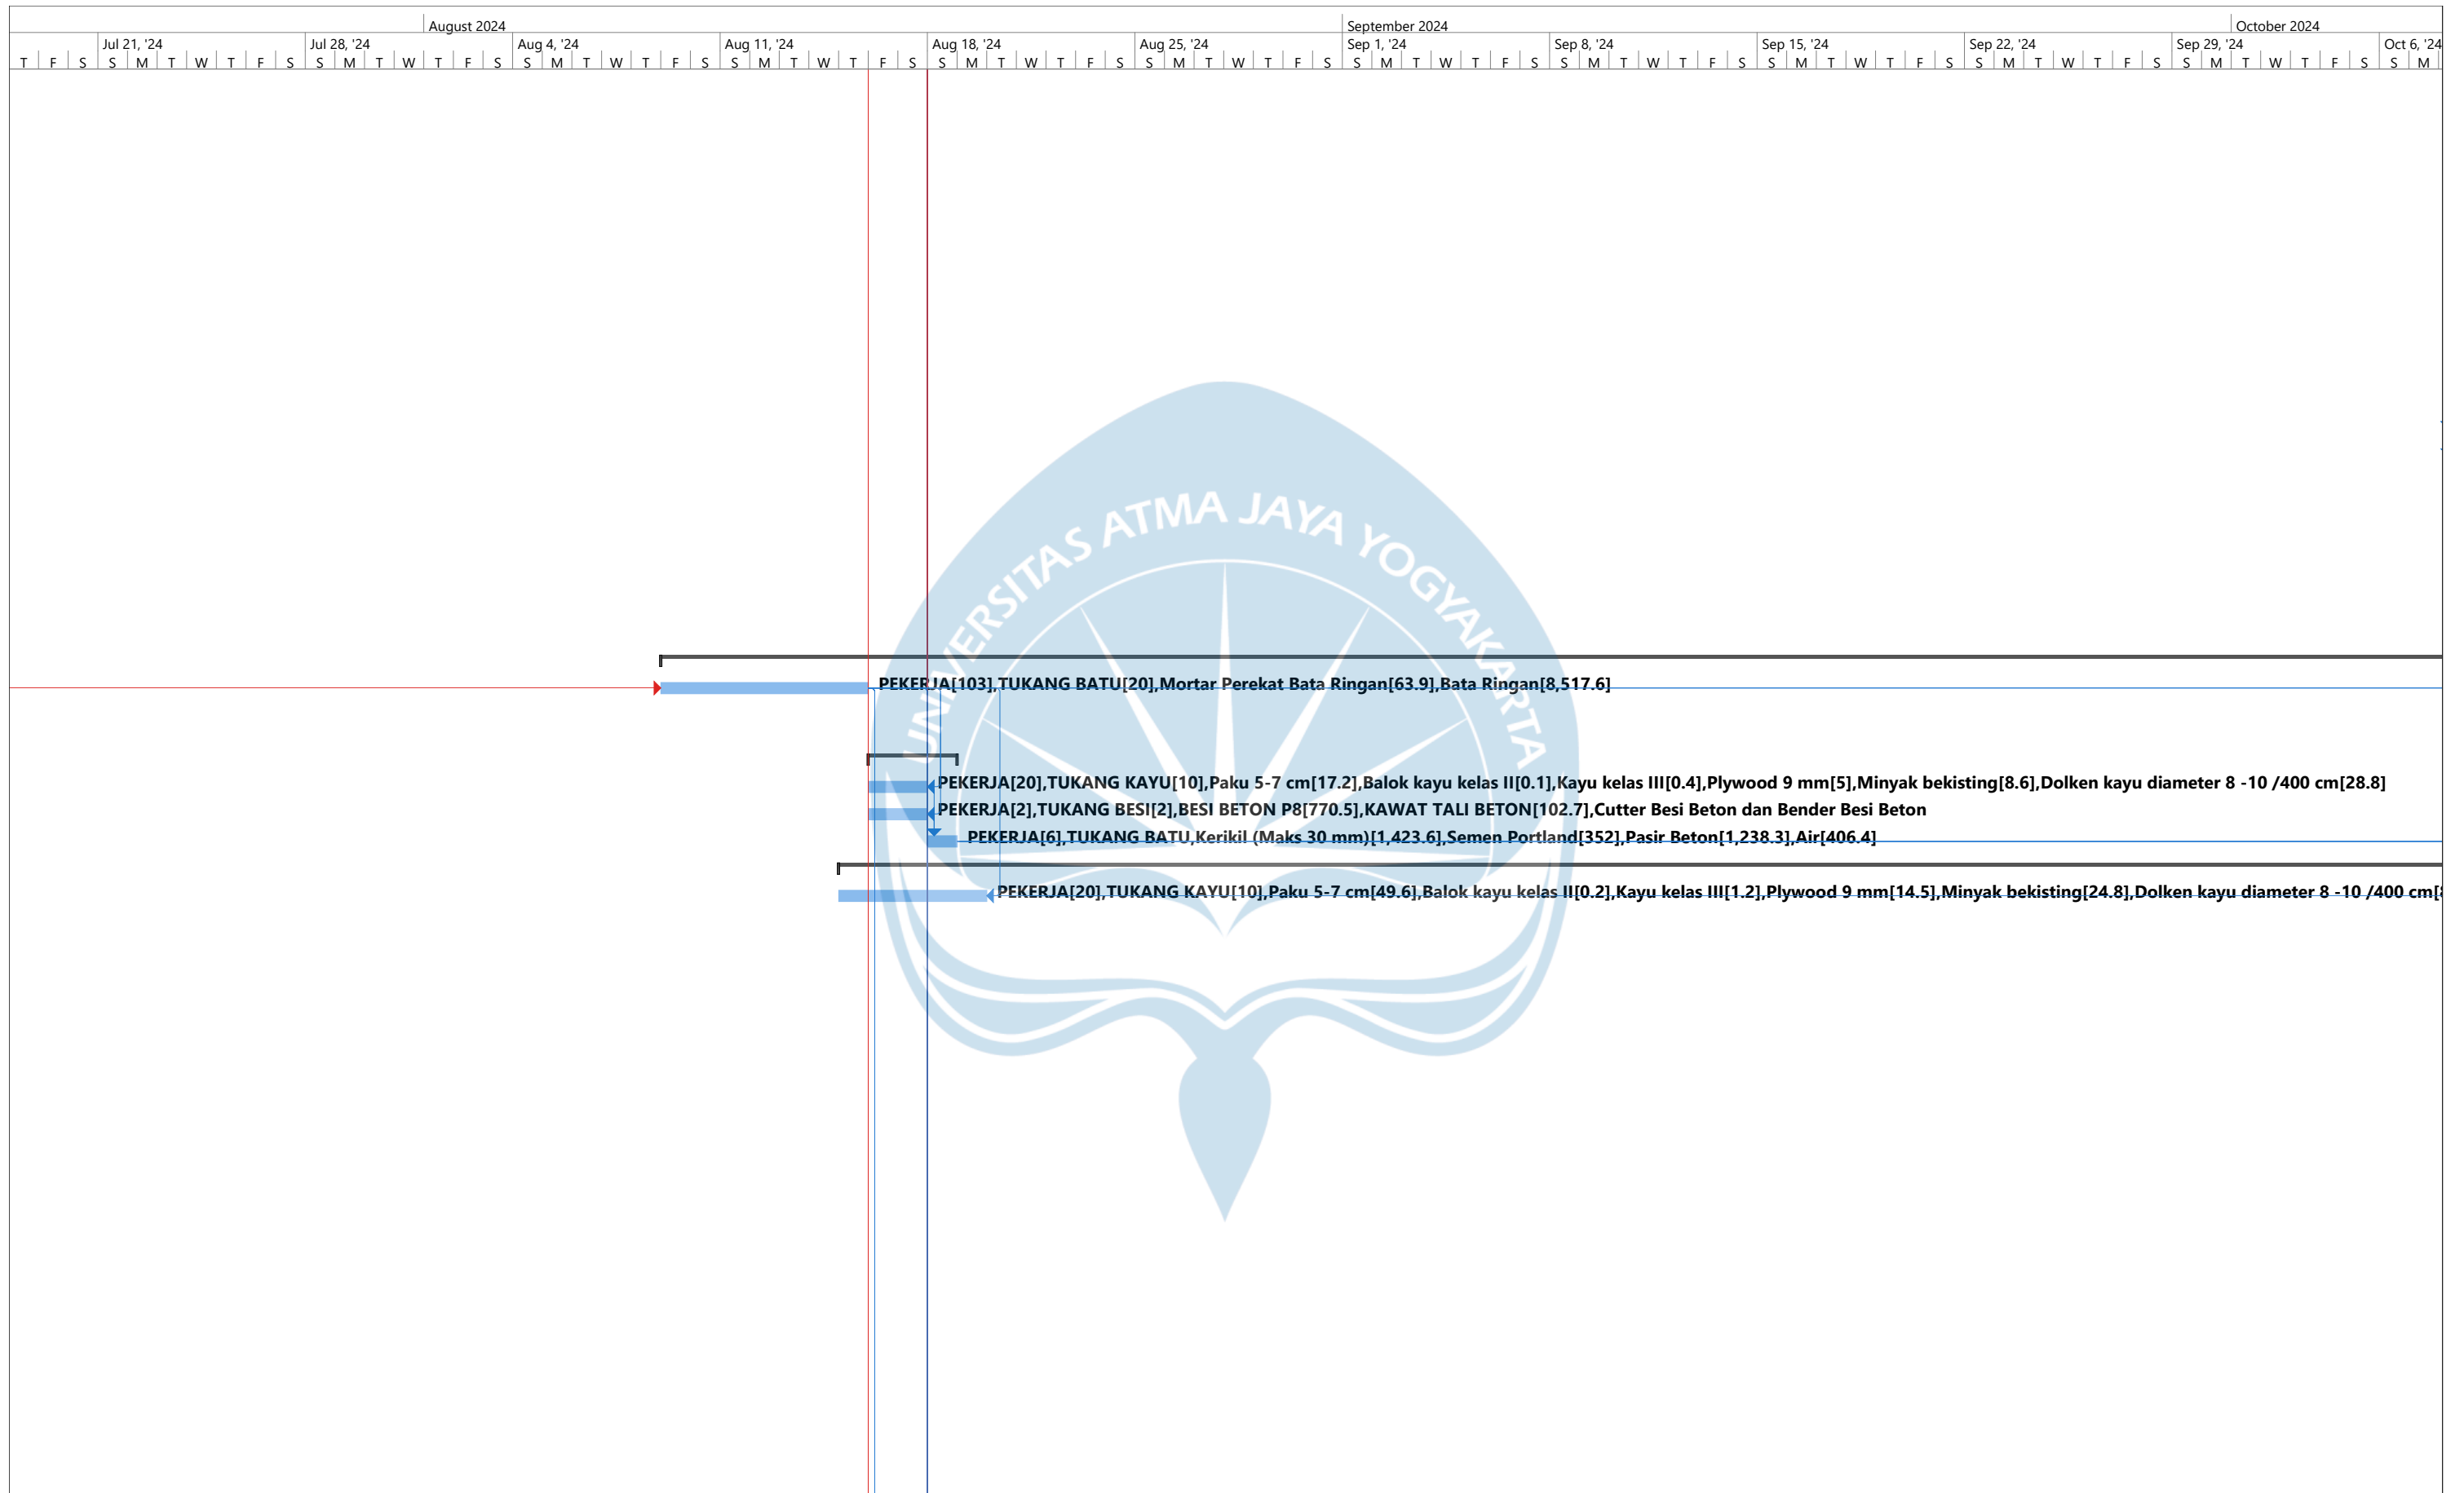 August 2024 September 2024 October 2024
Jul 21, '24 Jul 28, '24 Aug 4, '24 Aug 11, '24 Aug 18, '24 Aug 25, '24 Sep 1, '24 Sep 8, '24 Sep 15, '24 Sep 22, '24 Sep 29, '24 Oct 6, '24
T F S S M T W T F S S M T W T F S S M T W T F S S M T W T F S S M T W T F S S M T W T F S S M T W T F S S M T W T F S S M T W T F S S M T W T F S S M T W T F S S M
UNIVERSITAS ATMA JAYA YOGYAKARTA
PEKERJA[103],TUKANG BATU[20],Mortar Perekat Bata Ringan[63.9],Bata Ringan[8,517.6]
PEKERJA[20],TUKANG KAYU[10],Paku 5-7 cm[17.2],Balok kayu kelas II[0.1],Kayu kelas III[0.4],Plywood 9 mm[5],Minyak bekisting[8.6],Dolken kayu diameter 8 -10 /400 cm[28.8]
PEKERJA[2],TUKANG BESI[2],BESI BETON P8[770.5],KAWAT TALI BETON[102.7],Cutter Besi Beton dan Bender Besi Beton
PEKERJA[6],TUKANG BATU,Kerikil (Maks 30 mm)[1,423.6],Semen Portland[352],Pasir Beton[1,238.3],Air[406.4]
PEKERJA[20],TUKANG KAYU[10],Paku 5-7 cm[49.6],Balok kayu kelas II[0.2],Kayu kelas III[1.2],Plywood 9 mm[14.5],Minyak bekisting[24.8],Dolken kayu diameter 8 -10 /400 cm[